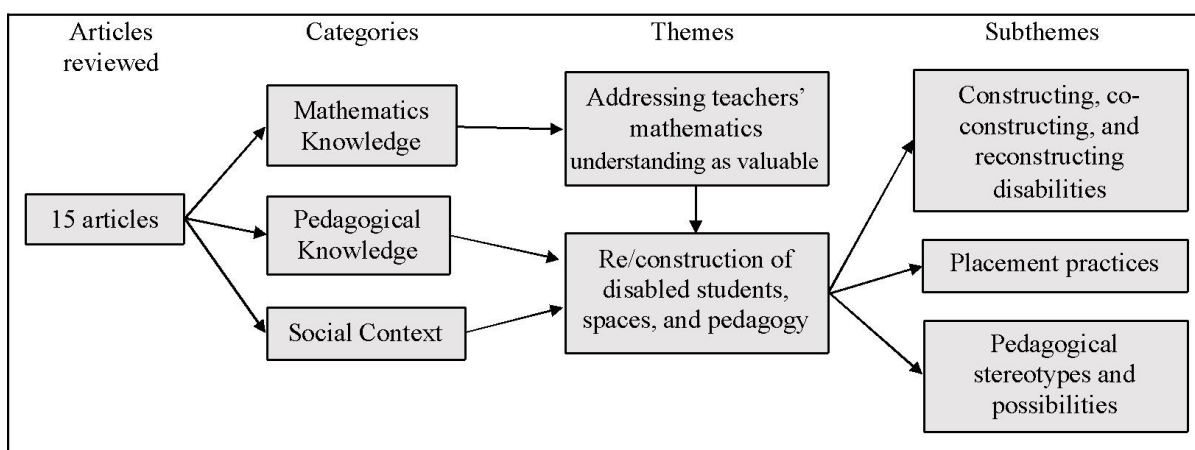 Articles
reviewed
Categories
Themes
Subthemes
15 articles
Mathematics
Knowledge
Pedagogical
Knowledge
Social Context
Addressing teachers’
mathematics
understanding as valuable
Re/construction of
disabled students,
spaces, and pedagogy
Constructing, co-
constructing, and
reconstructing
disabilities
Placement practices
Pedagogical
stereotypes and
possibilities